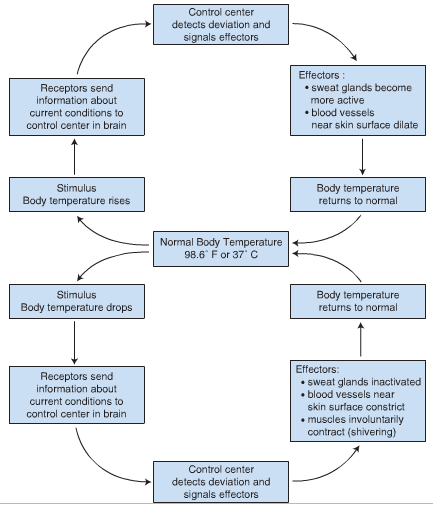 Control center
detects deviation and
signals effectors
Receptors send
information about
current conditions to
control center in brain
Effectors :
• sweat glands become
more active
• blood vessels
near skin surface dilate
Stimulus
Body temperature rises
Body temperature
returns to normal
Normal Body Temperature
98.6° F or 37° C
Stimulus
Body temperature drops
Body temperature
returns to normal
Receptors send
information about
current conditions to
control center in brain
Effectors:
• sweat glands inactivated
• blood vessels near
skin surface constrict
• muscles involuntarily
contract (shivering)
Control center
detects deviation and
signals effectors